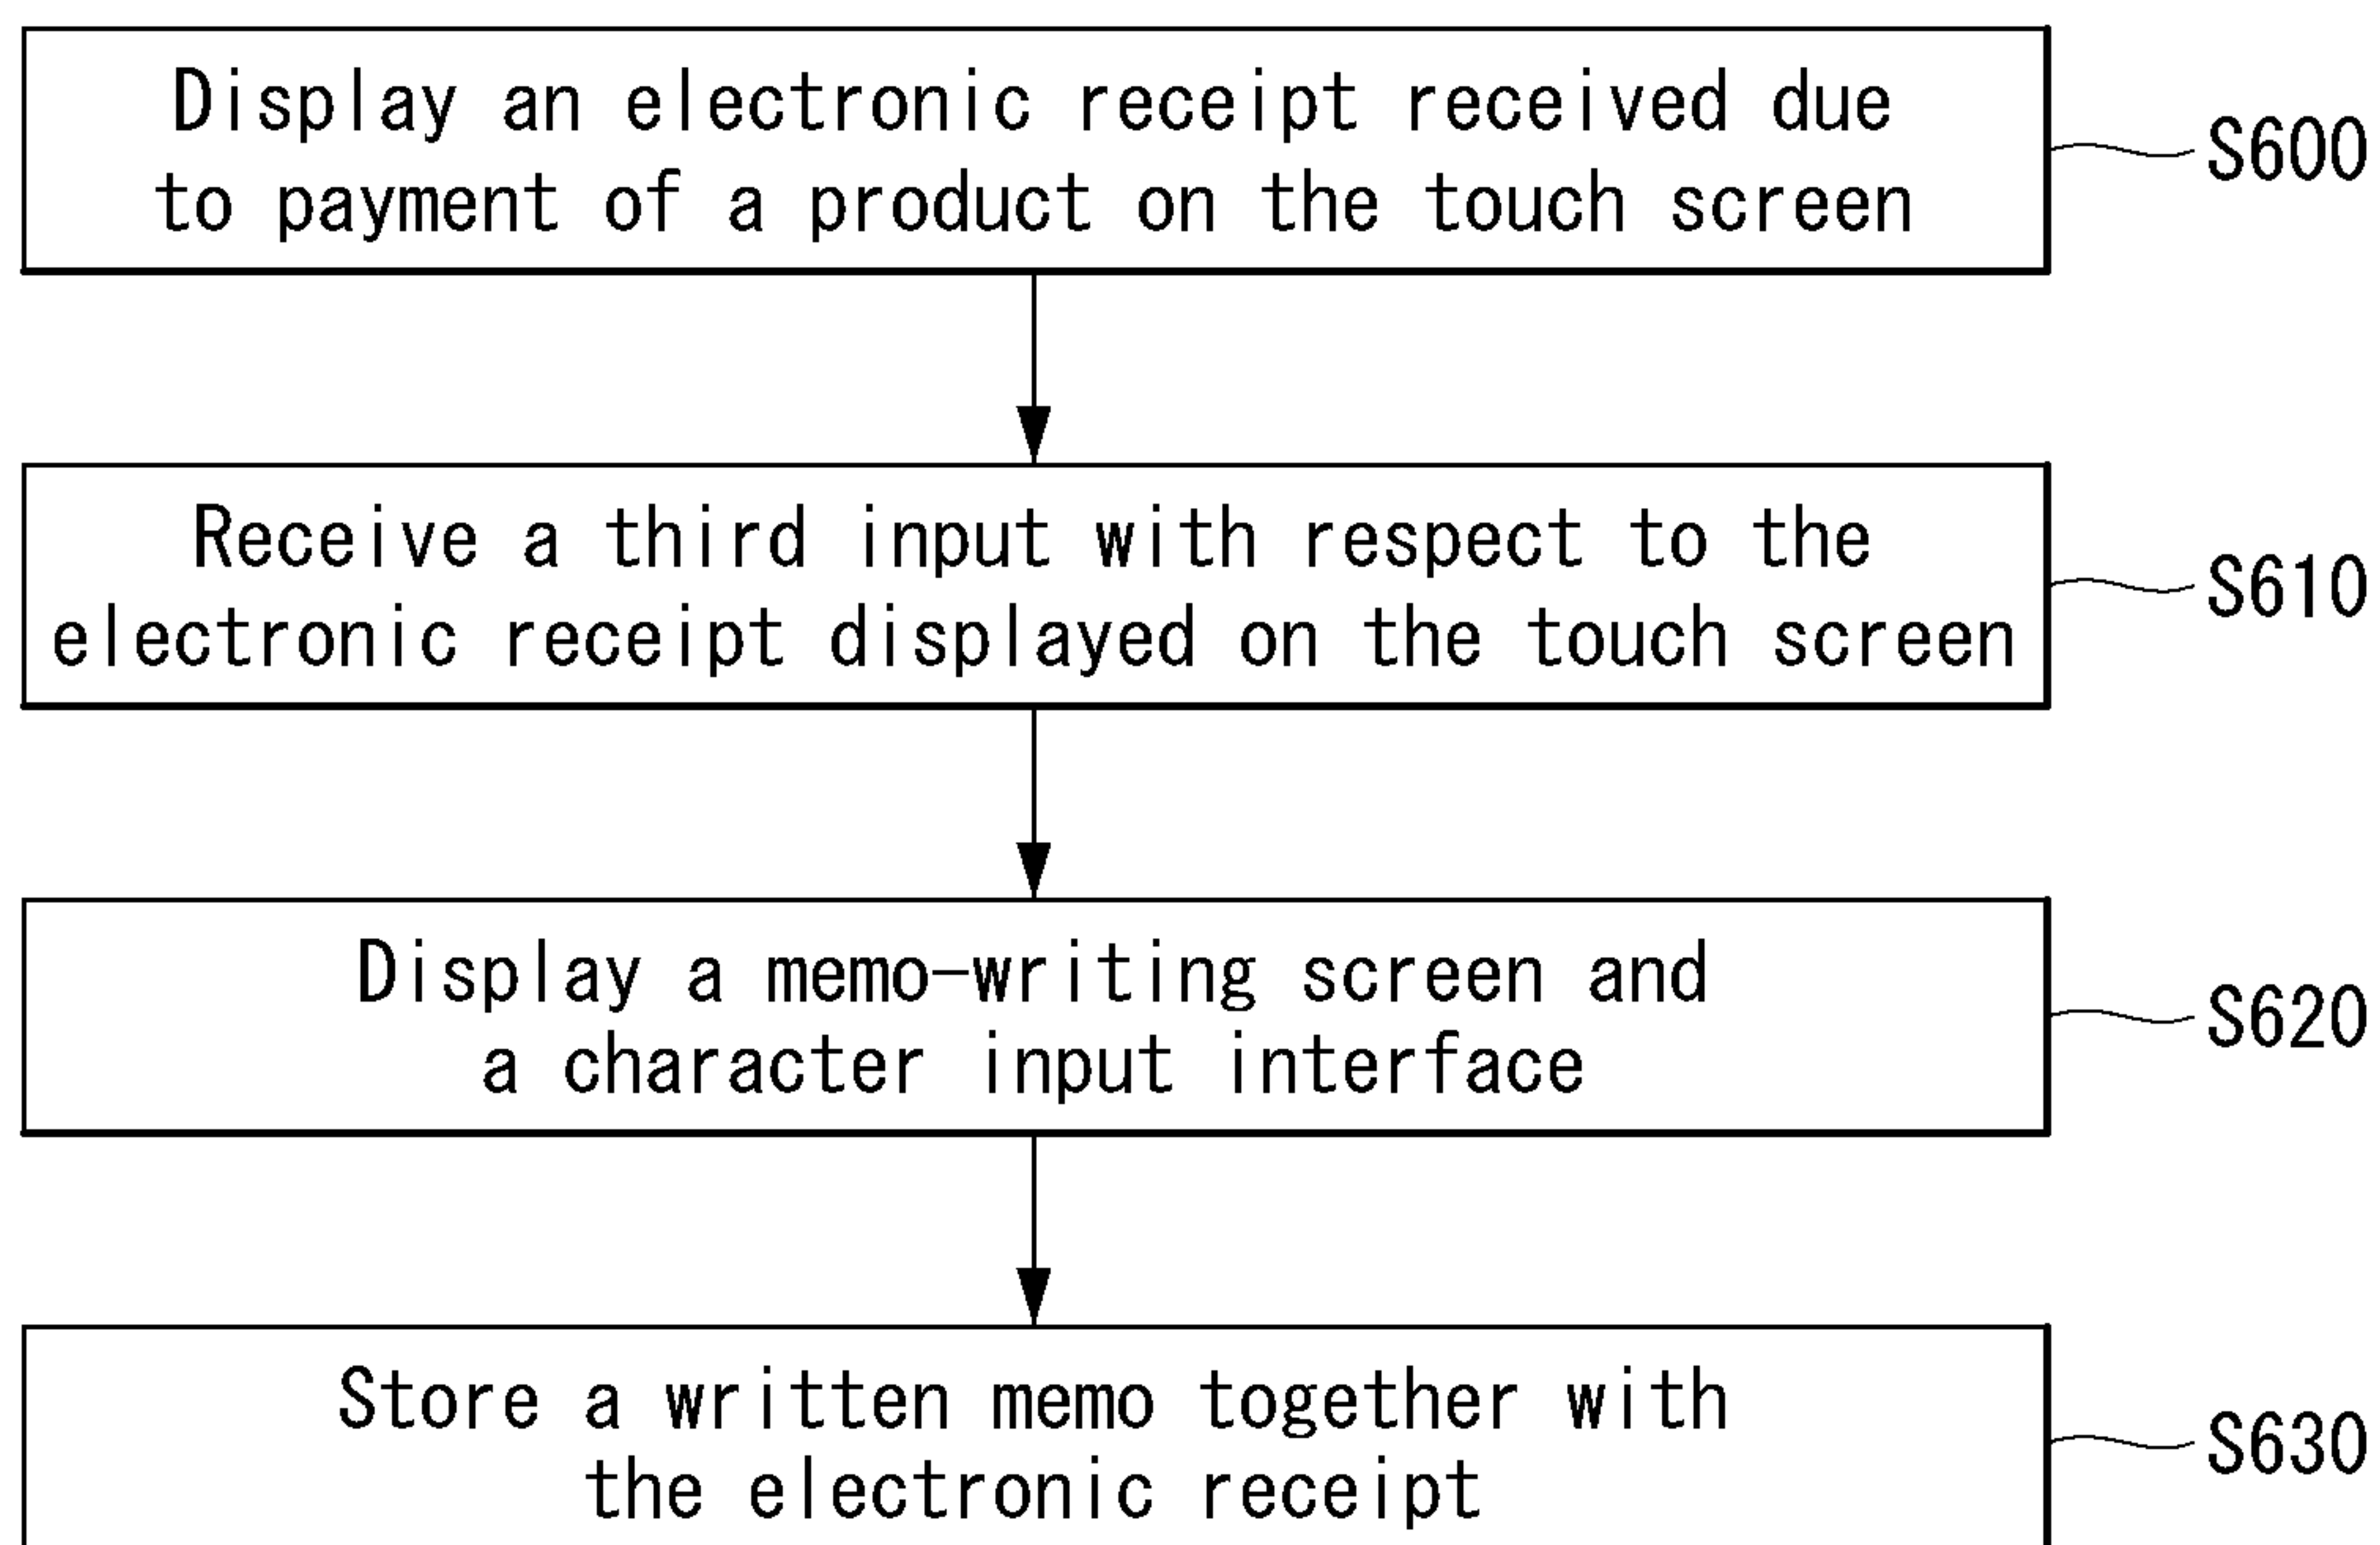 Display an electronic receipt received due
to payment of a product on the touch screen
S600
Receive a third input with respect to the
electronic receipt displayed on the touch screen
S610
Display a memo-writing screen and
a character input interface
S620
Store a written memo together with
the electronic receipt
S630